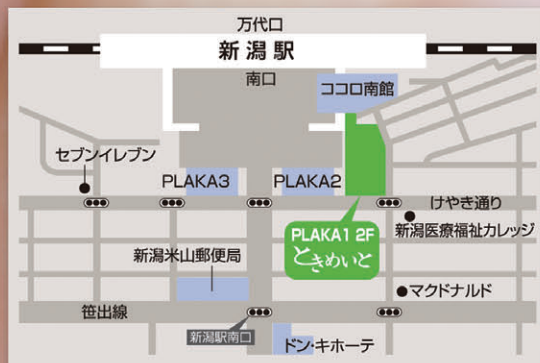 万代口
新潟駅
南口
ココロ南館
セブンイレブン
PLAKA3
PLAKA2
けやき通り
PLAKA1 2F
ときめいと
新潟医療福祉カレッジ
新潟米山郵便局
マクドナルド
笹出線
新潟駅南口
ドン・キホーテ